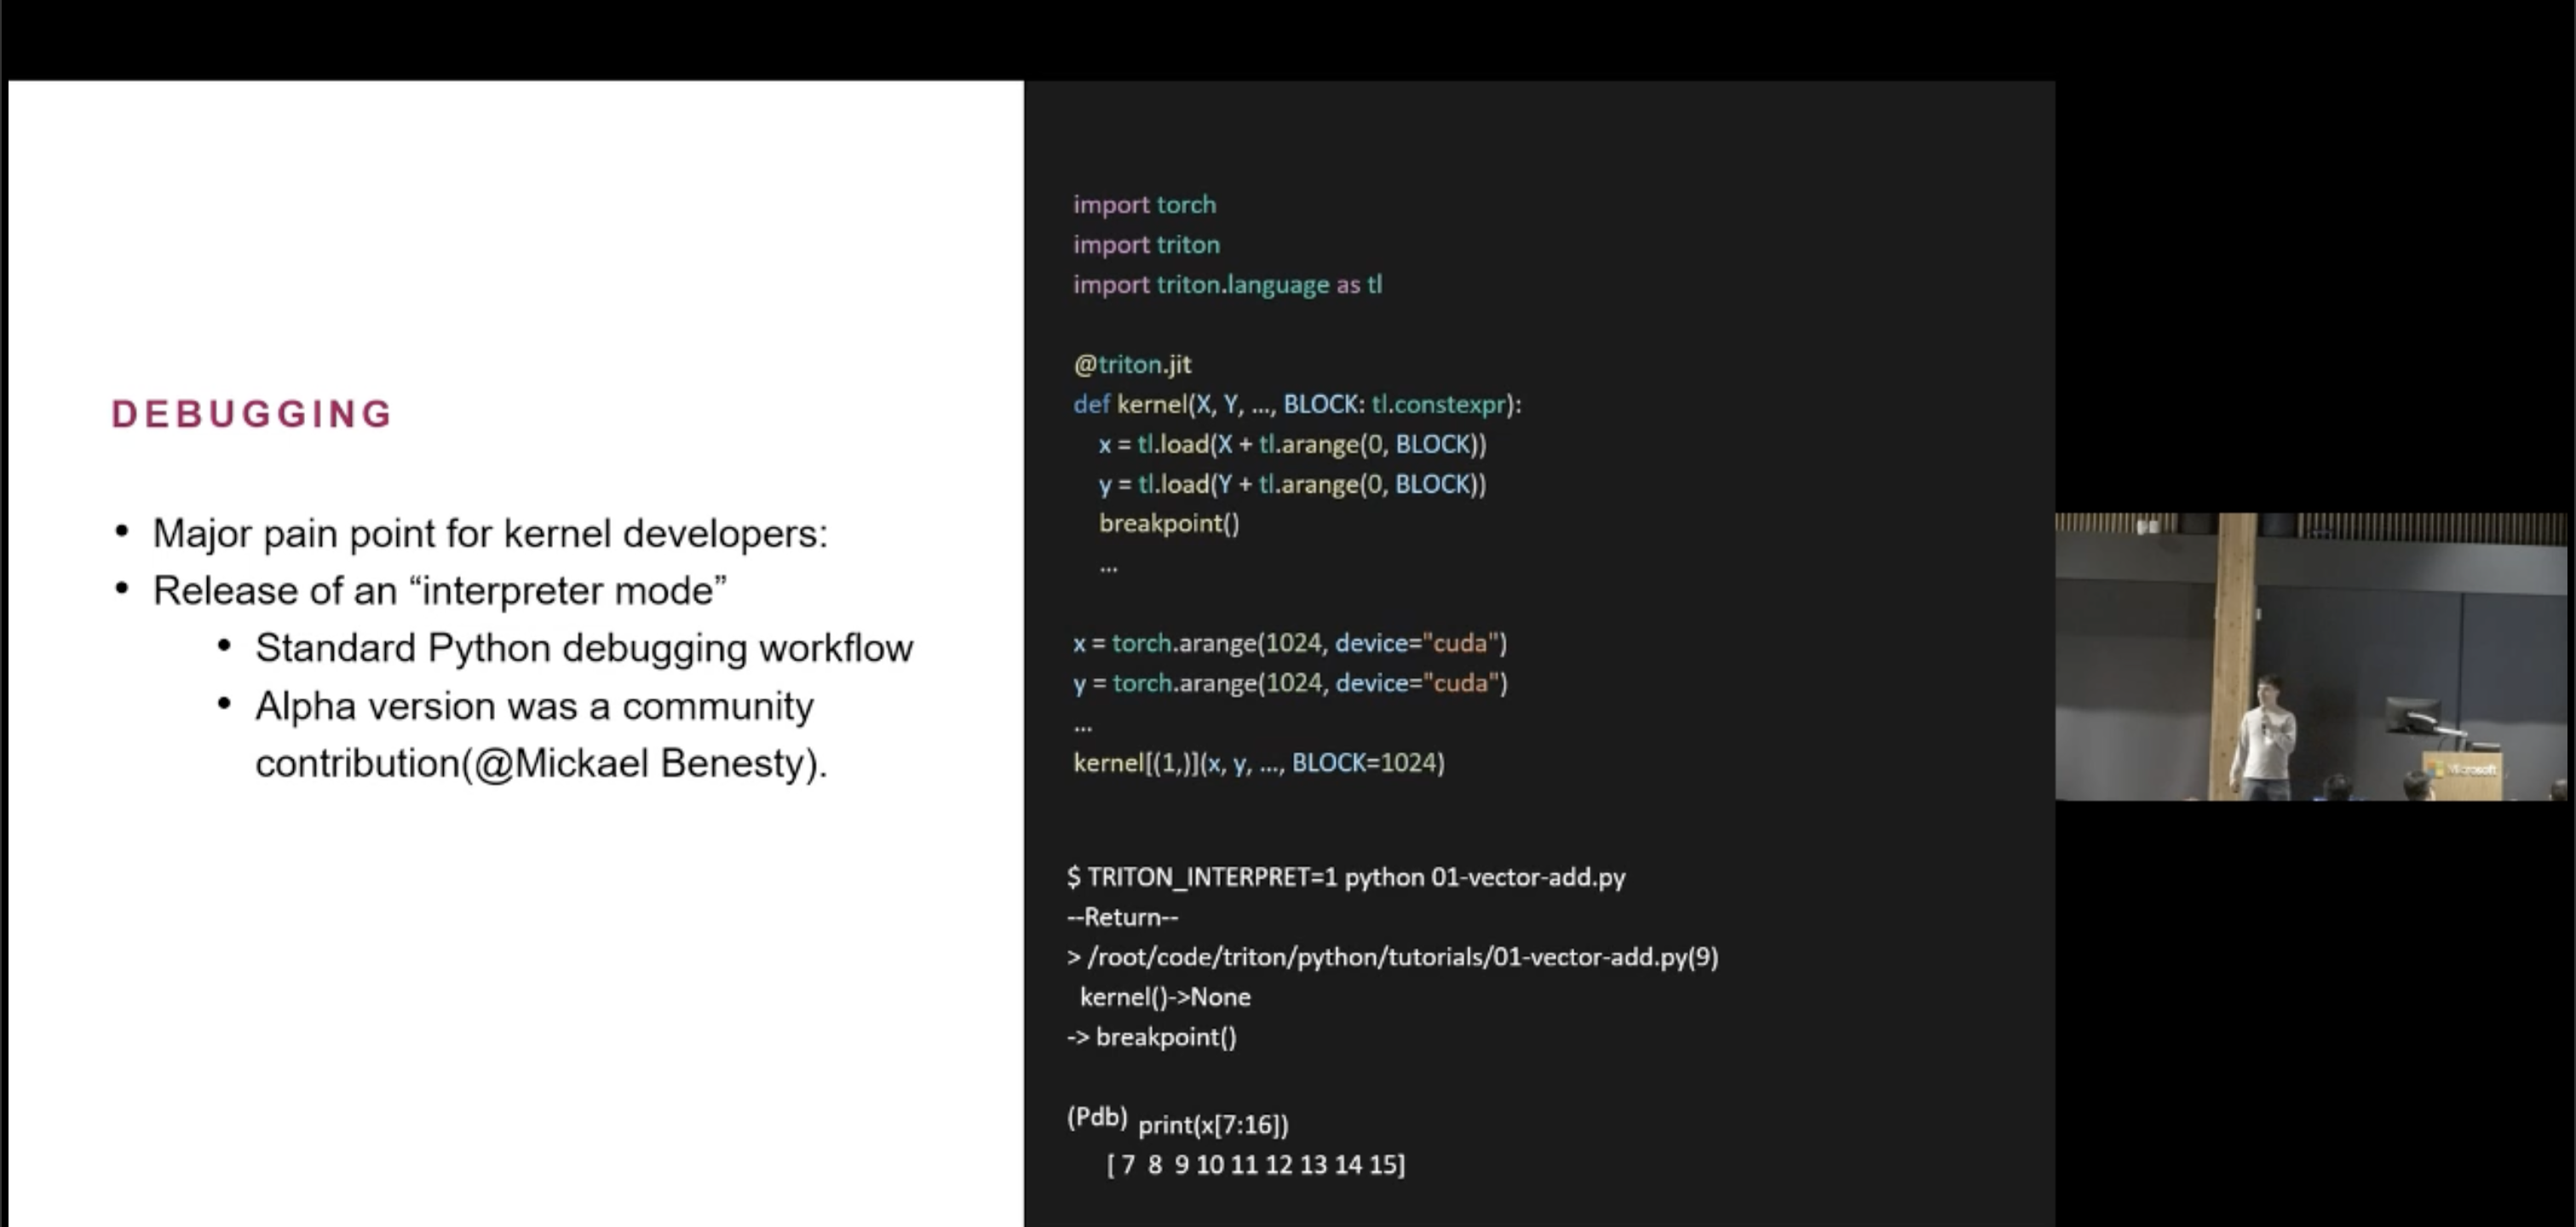 DEBUGGING
• Major pain point for kernel developers:
• Release of an “interpreter mode”
• Standard Python debugging workflow
• Alpha version was a community
contribution(@Mickael Benesty).
import torch
import triton
import triton.language as tl
@triton.jit
def kernel(X, Y, ..., BLOCK: tl.constexpr):
x = tl.load(X + tl.arange(0, BLOCK))
y = tl.load(Y + tl.arange(0, BLOCK))
breakpoint()
...
x = torch.arange(1024, device="cuda")
y = torch.arange(1024, device="cuda")
...
kernel[(1,)](x, y, ..., BLOCK=1024)
$ TRITON_INTERPRET=1 python 01-vector-add.py
--Return--
> /root/code/triton/python/tutorials/01-vector-add.py(9)
kernel()->None
-> breakpoint()
(Pdb) print(x[7:16])
[ 7 8 9 10 11 12 13 14 15]
Microsoft